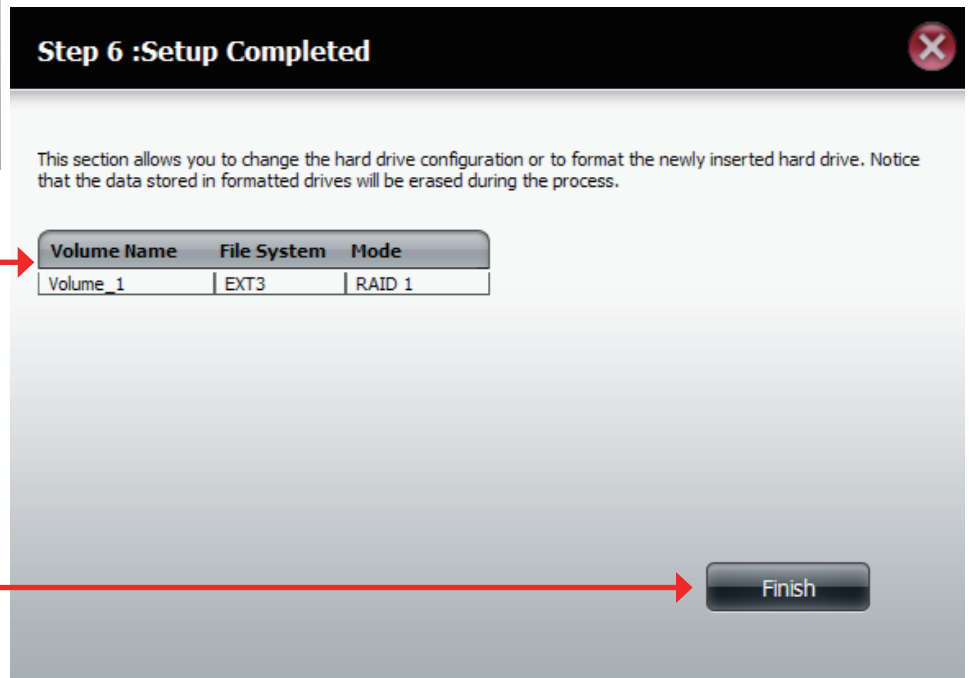 Step 6 :Setup Completed
This section allows you to change the hard drive configuration or to format the newly inserted hard drive. Notice
that the data stored in formatted drives will be erased during the process.
Volume Name File System Mode
Volume_1 EXT3 RAID 1
Finish